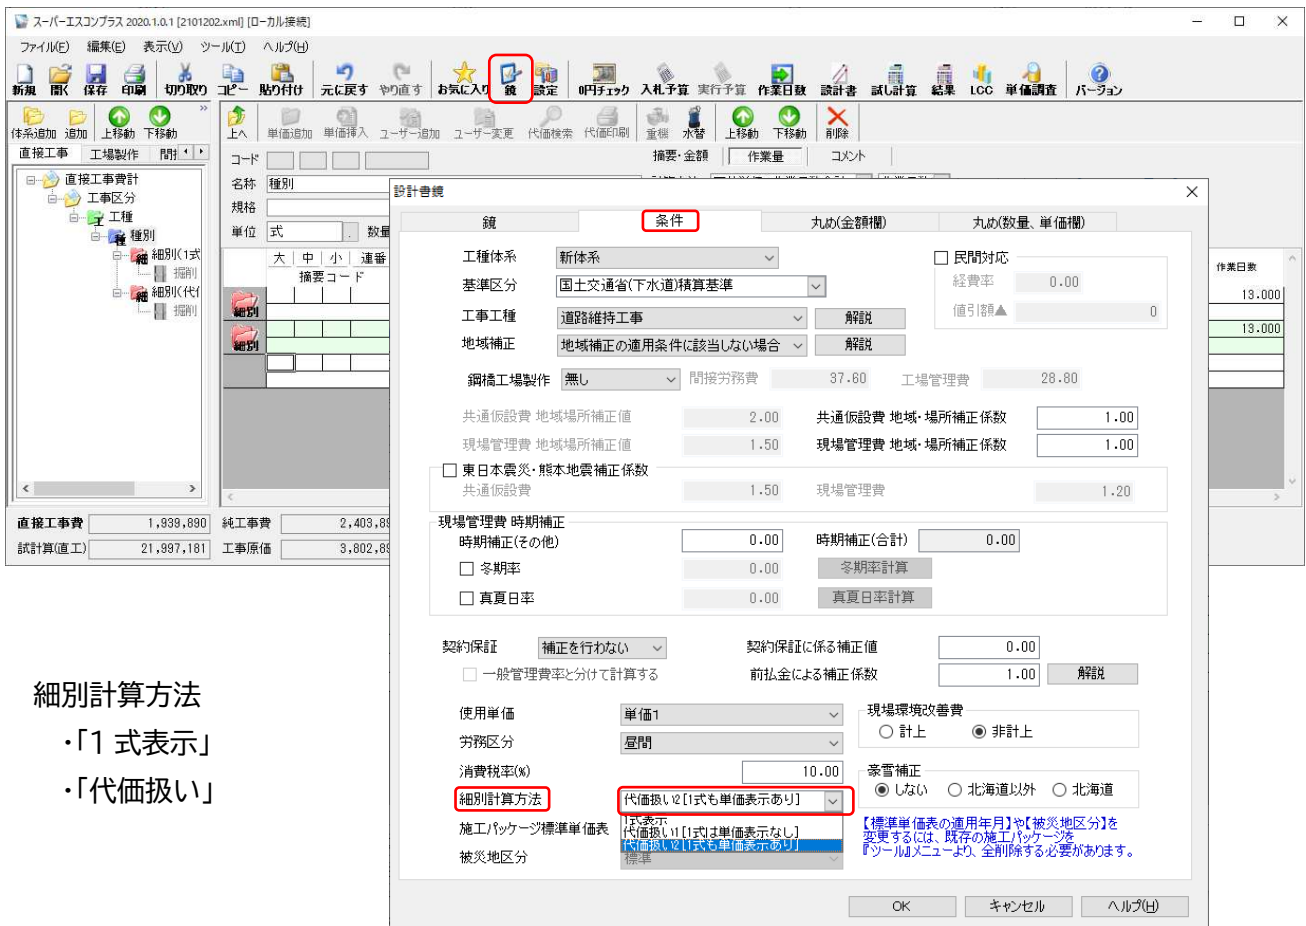 スーパーエスコンプラス 2020.1.0.1 [2101202.xml] [ローカル接続]
ファイル(F) 編集(E) 表示(V) ツール(T) ヘルプ(H)
新規 開く 保存 印刷 切り取り コピー 貼り付け 元に戻す やり直す お気に入り 鏡 設定 0円チェック 入札予算 実行予算 作業日数 設計書 試し計算 結果 LCC 単価調査 バージョン
体系追加 追加 上移動 下移動 » 上へ 単価追加 単価挿入 ユーザー追加 ユーザー変更 代価検索 代価印刷 重機 水替 上移動 下移動 削除
直接工事 工場製作 間接
直接工事費計
工事区分
工種
種別
細別(1式
掘削
細別(代価
掘削
コード
摘要・金額 作業量 コメント
名称 種別
規格
単位 式 . 数量
大 中 小 連番
摘要コード
作業日数
細別
13.000
細別
13.000
直接工事費 1,939,890 純工事費 2,403,89
試計算(直工) 21,997,181 工事原価 3,802,89
設計書鏡
鏡 条件 丸め(金額欄) 丸め(数量、単価欄)
工種体系 新体系
民間対応
基準区分 国土交通省(下水道)積算基準
経費率 0.00
工事工種 道路維持工事 解説
値引額▲ 0
地域補正 地域補正の適用条件に該当しない場合 解説
鋼橋工場製作 無し 間接労務費 37.60 工場管理費 28.80
共通仮設費 地域場所補正値 2.00 共通仮設費 地域・場所補正係数 1.00
現場管理費 地域場所補正値 1.50 現場管理費 地域・場所補正係数 1.00
東日本震災・熊本地震補正係数
共通仮設費 1.50 現場管理費 1.20
現場管理費 時期補正
時期補正(その他) 0.00 時期補正(合計) 0.00
冬期率 0.00 冬期率計算
真夏日率 0.00 真夏日率計算
契約保証 補正を行わない 契約保証に係る補正値 0.00
一般管理費率と分けて計算する 前払金による補正係数 1.00 解説
使用単価 単価1
現場環境改善費
計上 非計上
労務区分 昼間
消費税率(%) 10.00
豪雪補正
しない 北海道以外 北海道
細別計算方法 代価扱い2[1式も単価表示あり]
1式表示
代価扱い1[1式は単価表示なし]
代価扱い2[1式も単価表示あり]
施工パッケージ標準単価表
被災地区分 標準
【標準単価表の適用年月】や【被災地区分】を
変更するには、既存の施工パッケージを
『ツール』メニューより、全削除する必要があります。
OK キャンセル ヘルプ(H)
細別計算方法
・「1式表示」
・「代価扱い」